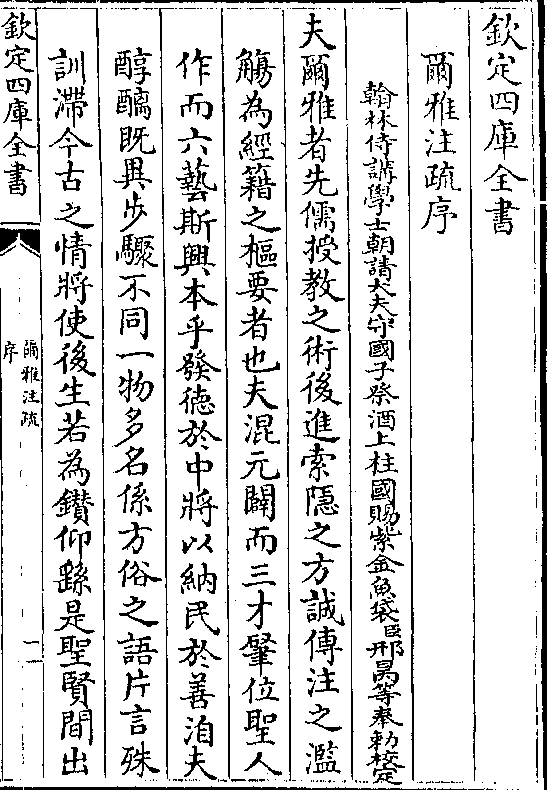 欽定四庫全書
爾雅注疏序
翰林侍講學士朝請大夫守國子祭酒上柱國賜紫金魚袋臣邢昺等奉勅校定
夫爾雅者先儒授教之術後進索隱之方誠傳注之濫
觴為經籍之樞要者也夫混元闢而三才肈位聖人
作而六藝斯興本乎發德於中將以納民於善洎夫
醇醨既異步驟不同一物多名係方俗之語片言殊
訓滯今古之情將使後生若為鑽仰繇是聖賢間出
欽定四庫全書
爾雅注疏
序
一